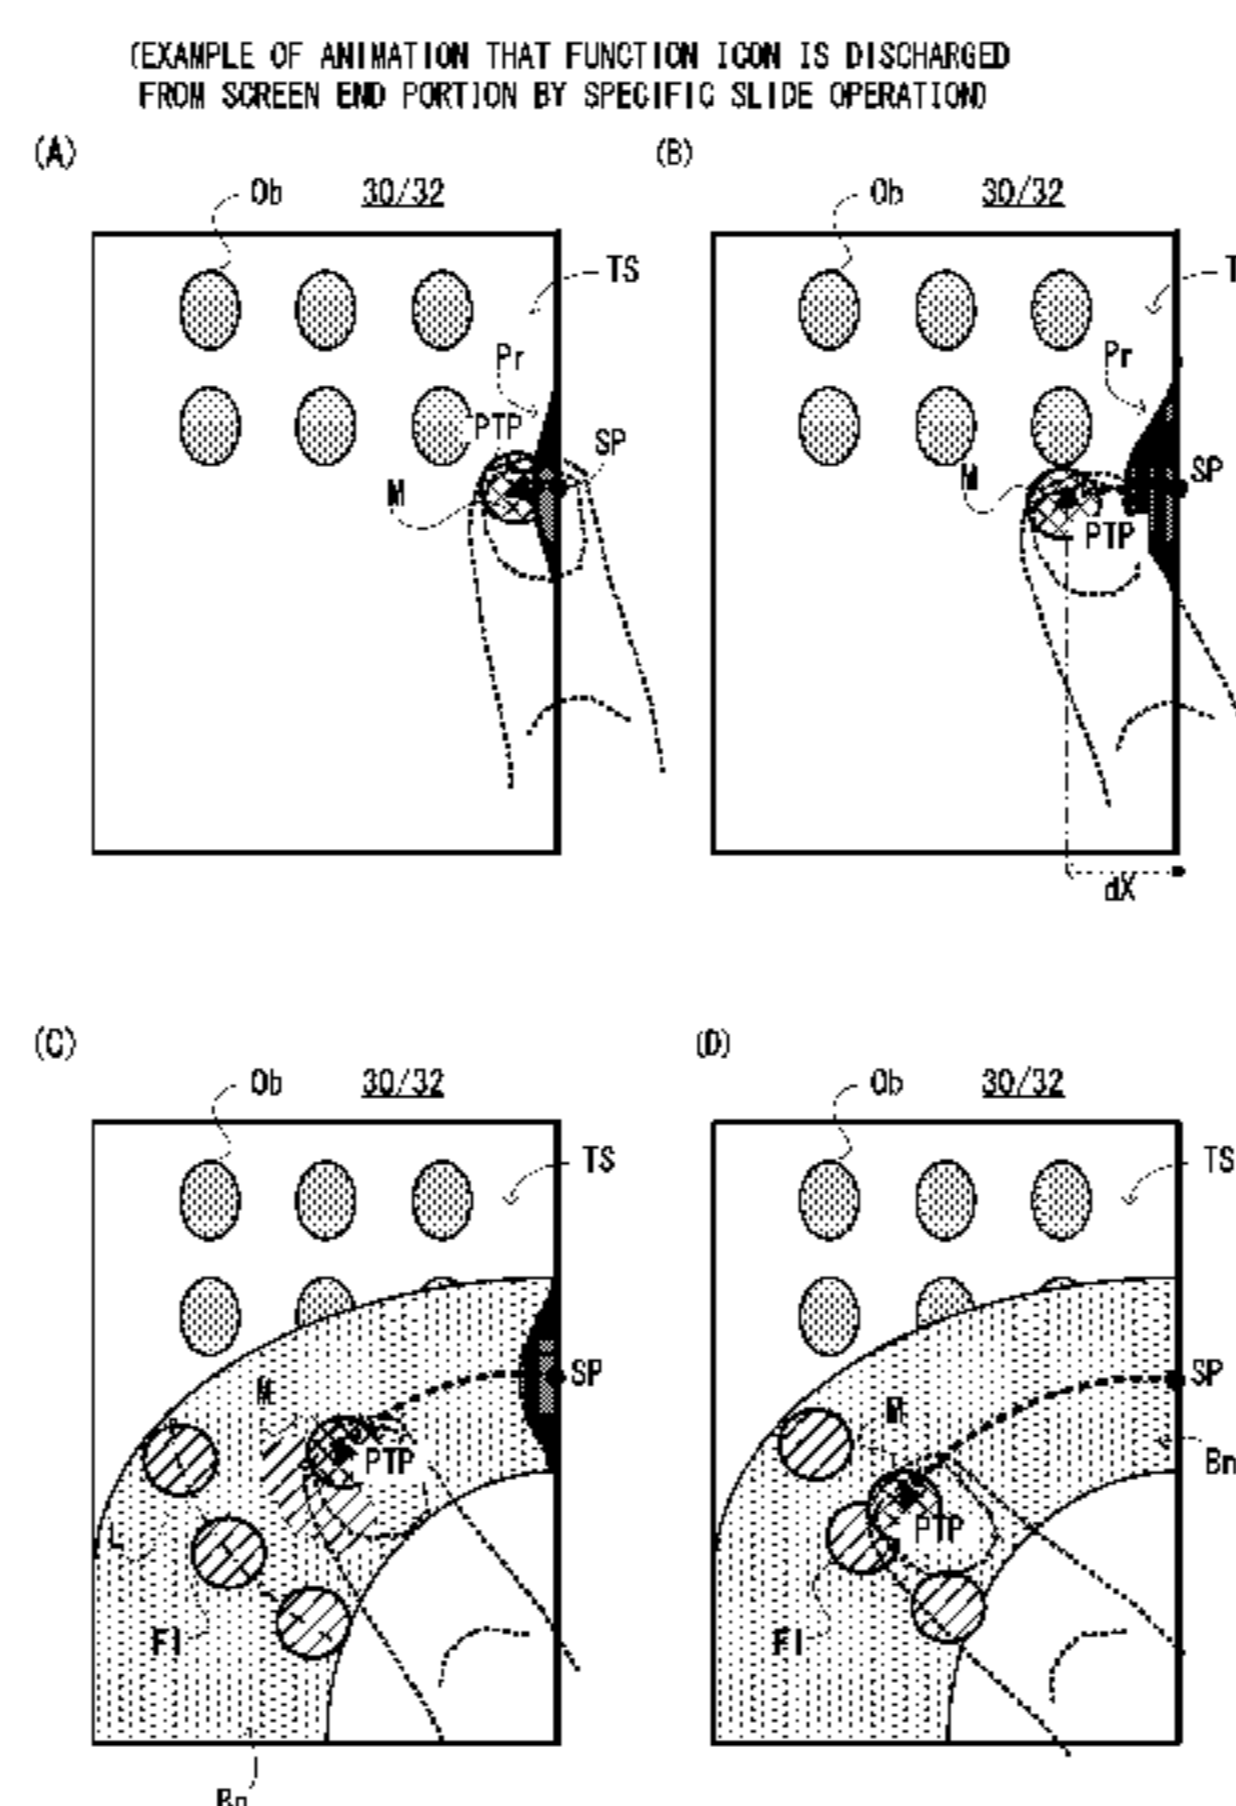 (EXAMPLE OF ANIMATION THAT FUNCTION ICON IS DISCHARGED
FROM SCREEN END PORTION BY SPECIFIC SLIDE OPERATION)
(A)
Ob 30/32
TS
Pr
PTP
SP
M
(B)
Ob 30/32
T
Pr
SP
M
PTP
dX
(C)
Ob 30/32
TS
SP
M
PTP
L
FI
Bn
(D)
Ob 30/32
TS
SP
M
Bn
PTP
FI